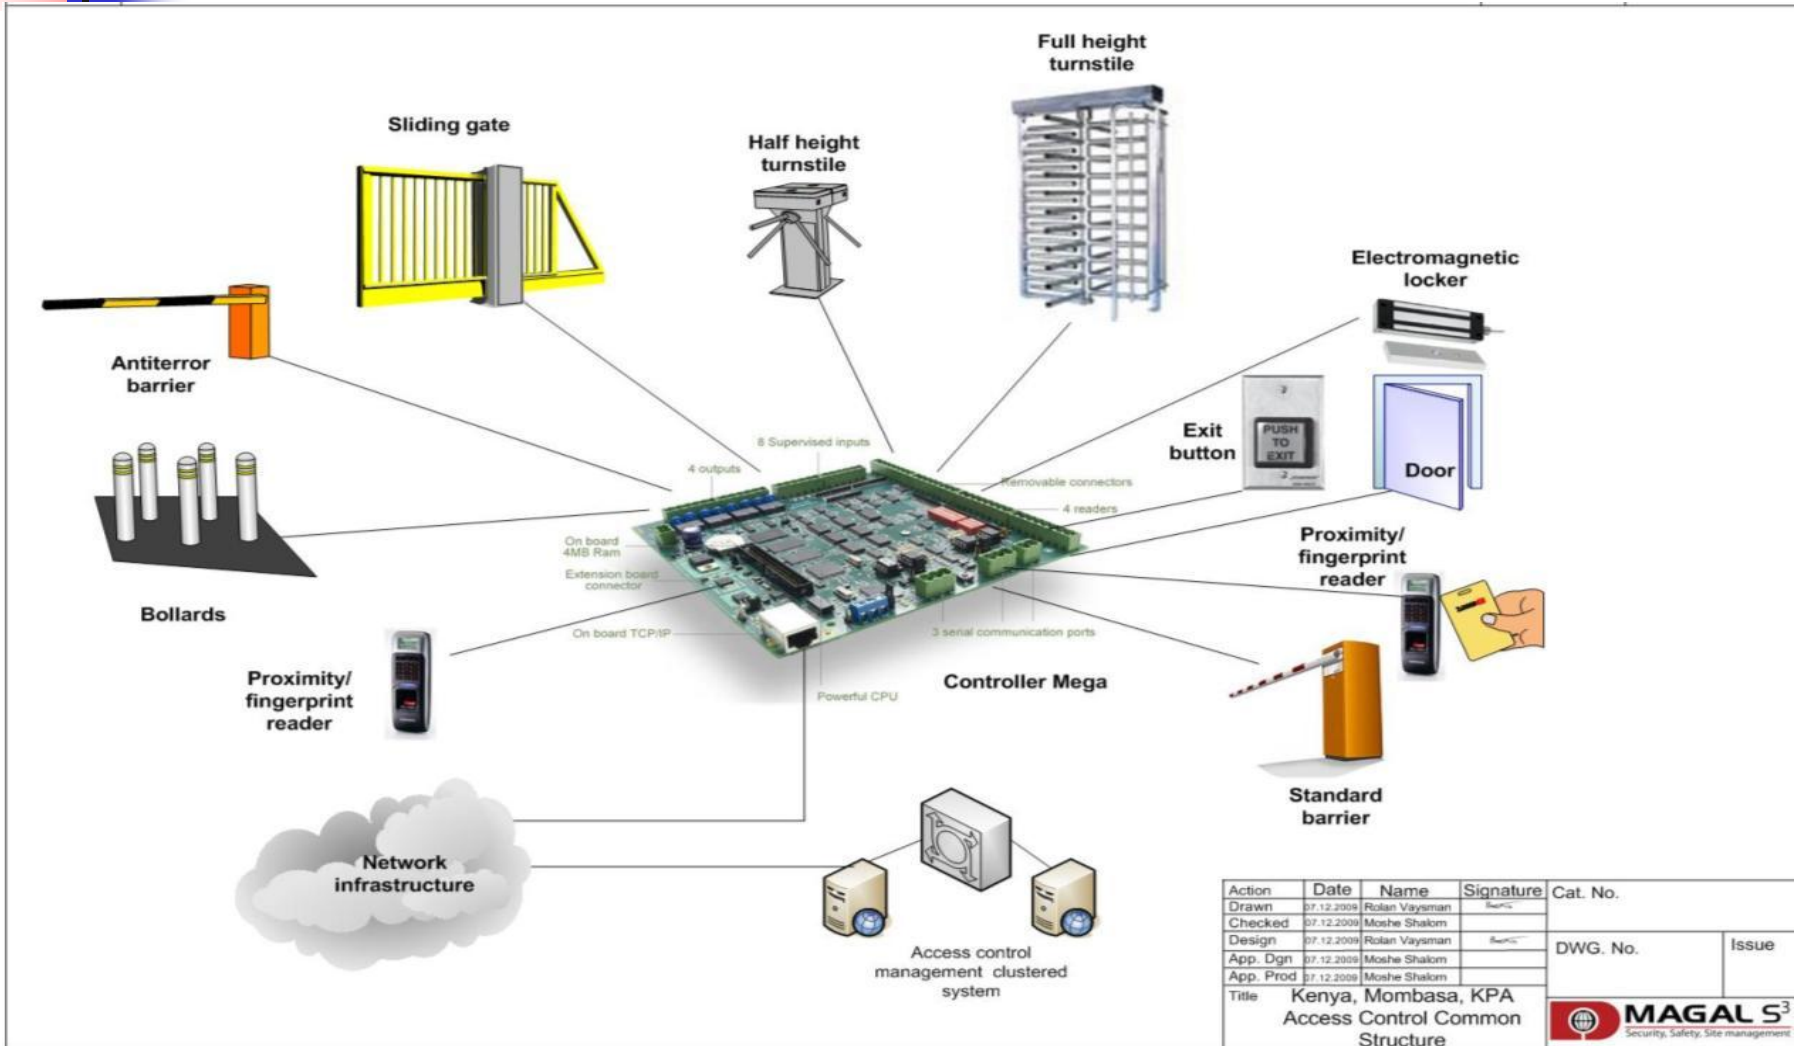 Full height
turnstile
Sliding gate
Half height
turnstile
Electromagnetic
locker
Antiterror
barrier
Exit
button
PUSH
TO
EXIT
Door
8 Supervised inputs
4 outputs
Removable connectors
4 readers
On board
4MB Ram
Extension board
connector
On board TCP/IP
3 serial communication ports
Powerful CPU
Controller Mega
Bollards
Proximity/
fingerprint
reader
Proximity/
fingerprint
reader
Standard
barrier
Network
infrastructure
Access control
management clustered
system
Action Date Name Signature Cat. No.
Drawn 07.12.2009 Rolan Vaysman
Checked 07.12.2009 Moshe Shalom
Design 07.12.2009 Rolan Vaysman
App. Dgn 07.12.2009 Moshe Shalom
App. Prod 07.12.2009 Moshe Shalom
DWG. No. Issue
Title Kenya, Mombasa, KPA
Access Control Common
Structure
MAGAL S³
Security, Safety, Site management